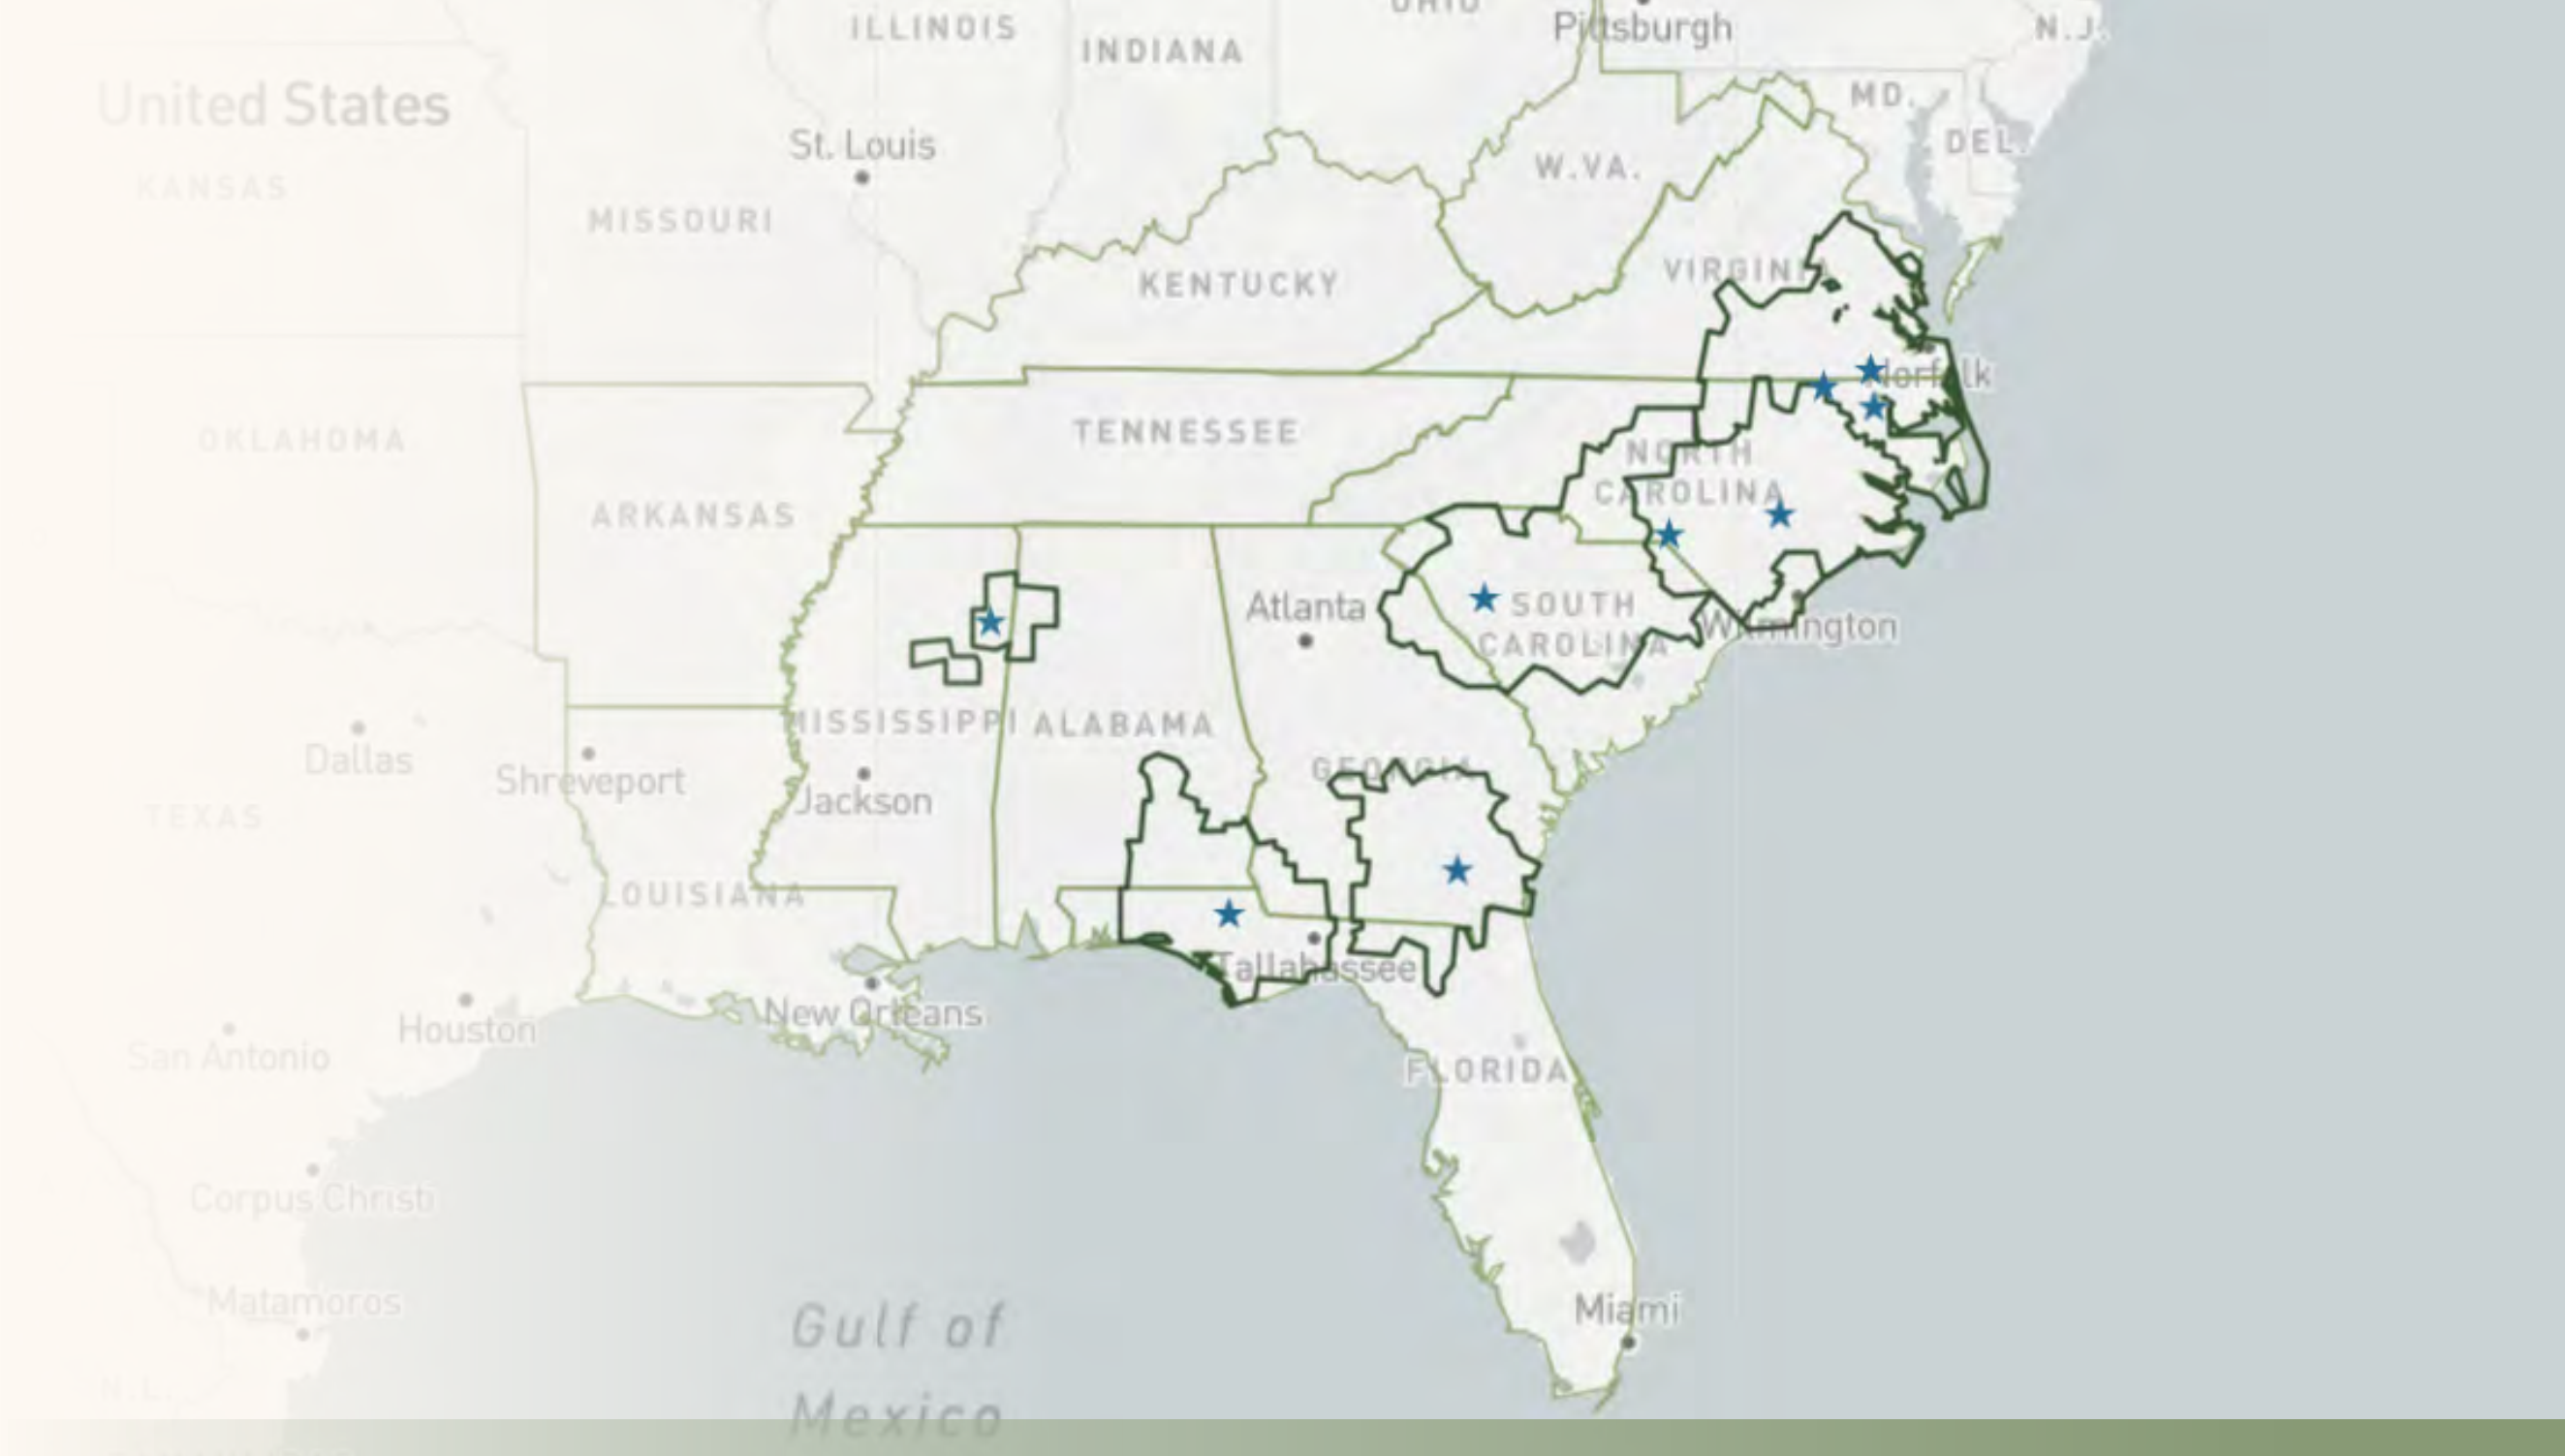 OHIO
Pittsburgh
N.J.
ILLINOIS
INDIANA
United States
MD.
DEL.
St. Louis
W.VA.
KANSAS
MISSOURI
KENTUCKY
VIRGINIA
Norfolk
OKLAHOMA
TENNESSEE
NORTH
CAROLINA
ARKANSAS
Atlanta
SOUTH
CAROLINA
Wilmington
MISSISSIPPI
ALABAMA
Dallas
Shreveport
GEORGIA
Jackson
TEXAS
LOUISIANA
Tallahassee
New Orleans
Houston
San Antonio
FLORIDA
Corpus Christi
Matamoros
Miami
Gulf of
Mexico
N.L.